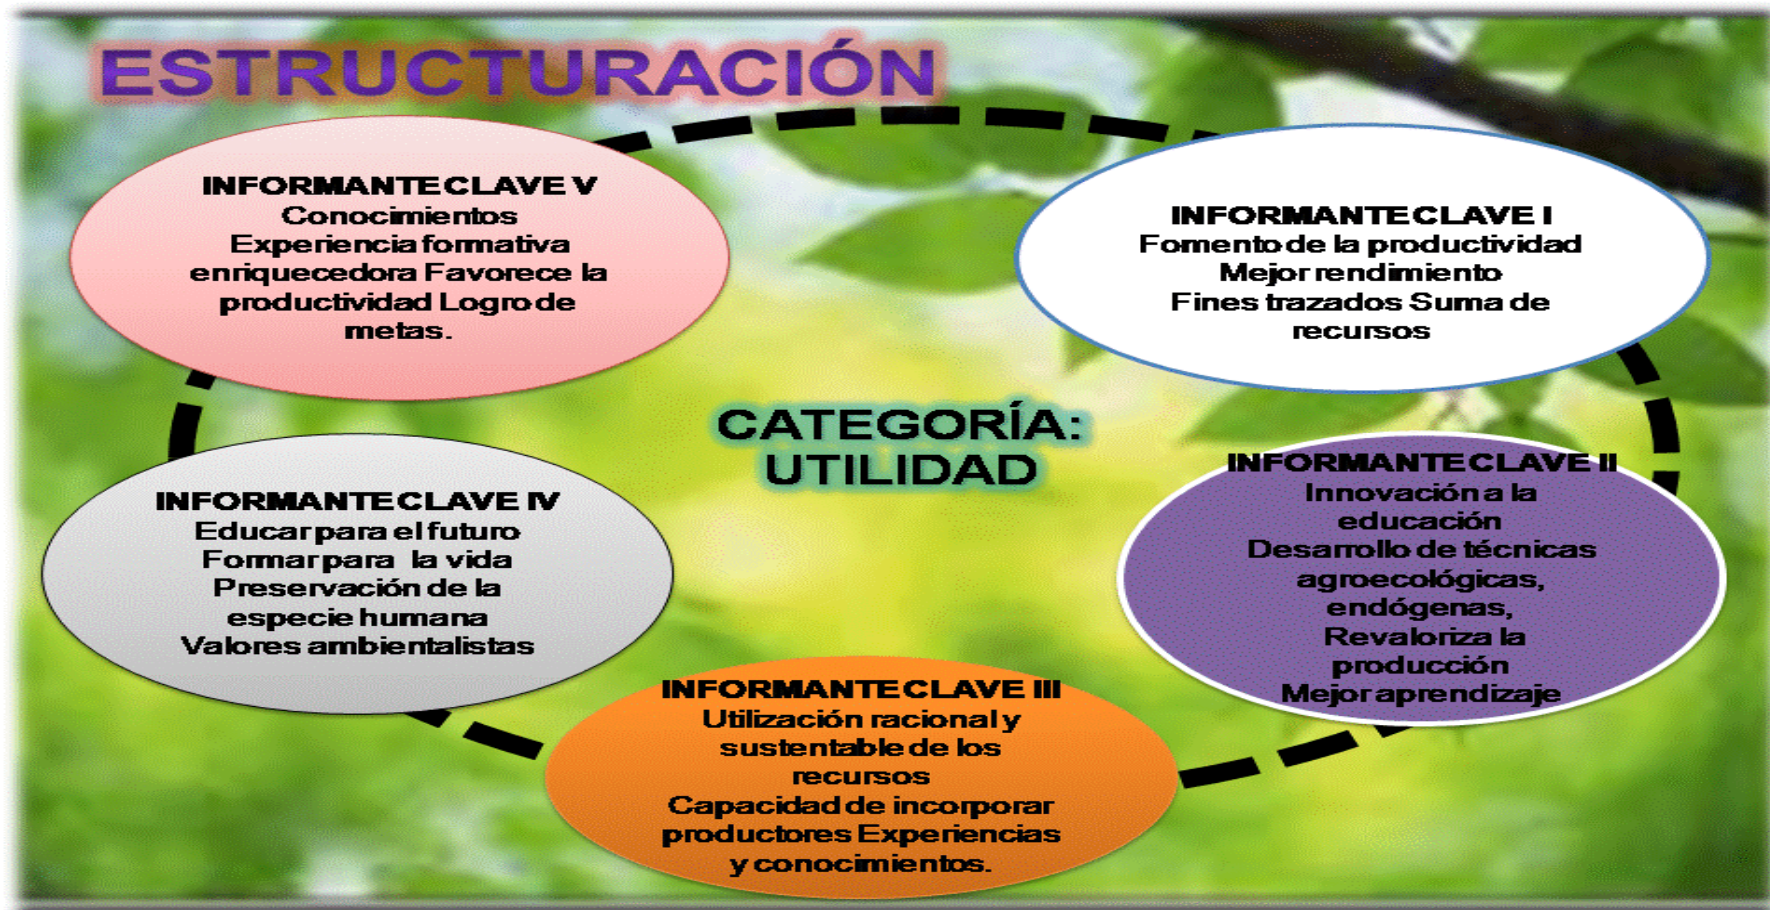 ESTRUCTURACIÓN
INFORMANTE CLAVE V
Conocimientos
Experiencia formativa
enriquecedora Favorece la
productividad Logro de
metas.
INFORMANTE CLAVE I
Fomento de la productividad
Mejor rendimiento
Fines trazados Suma de
recursos
CATEGORÍA:
UTILIDAD
INFORMANTE CLAVE IV
Educar para el futuro
Formar para la vida
Preservación de la
especie humana
Valores ambientalistas
INFORMANTE CLAVE II
Innovación a la
educación
Desarrollo de técnicas
agroecológicas,
endógenas,
Revaloriza la
producción
Mejor aprendizaje
INFORMANTE CLAVE III
Utilización racional y
sustentable de los
recursos
Capacidad de incorporar
productores Experiencias
y conocimientos.